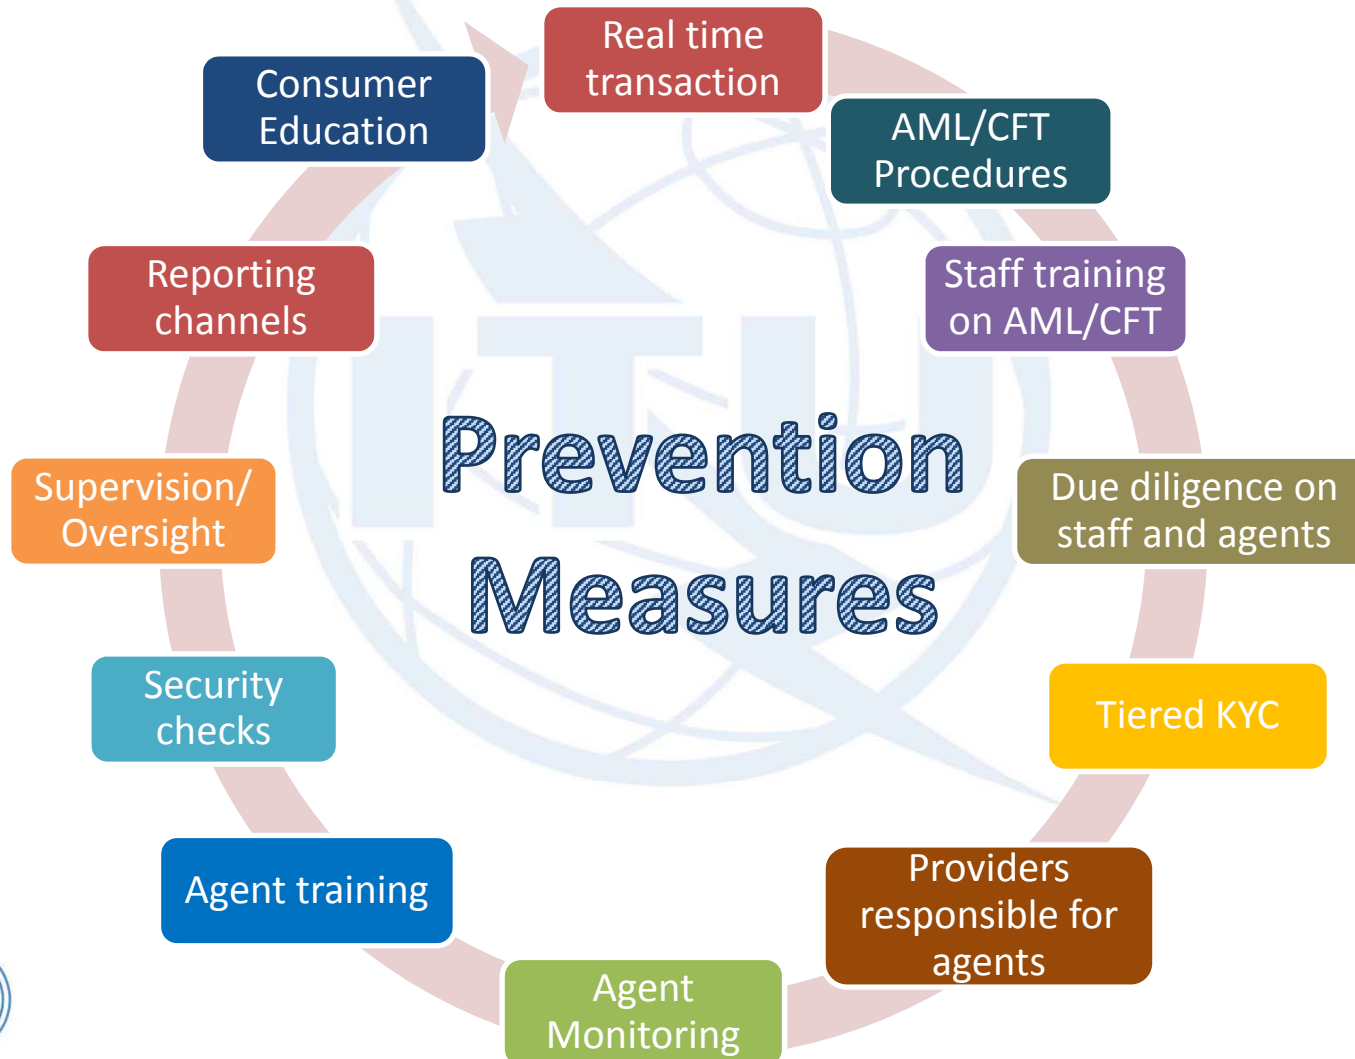 Real time
transaction
AML/CFT
Procedures
Staff training
on AML/CFT
Due diligence on
staff and agents
Tiered KYC
Providers
responsible for
agents
Agent
Monitoring
Agent training
Security
checks
Supervision/
Oversight
Reporting
channels
Consumer
Education
Prevention
Measures
ITU